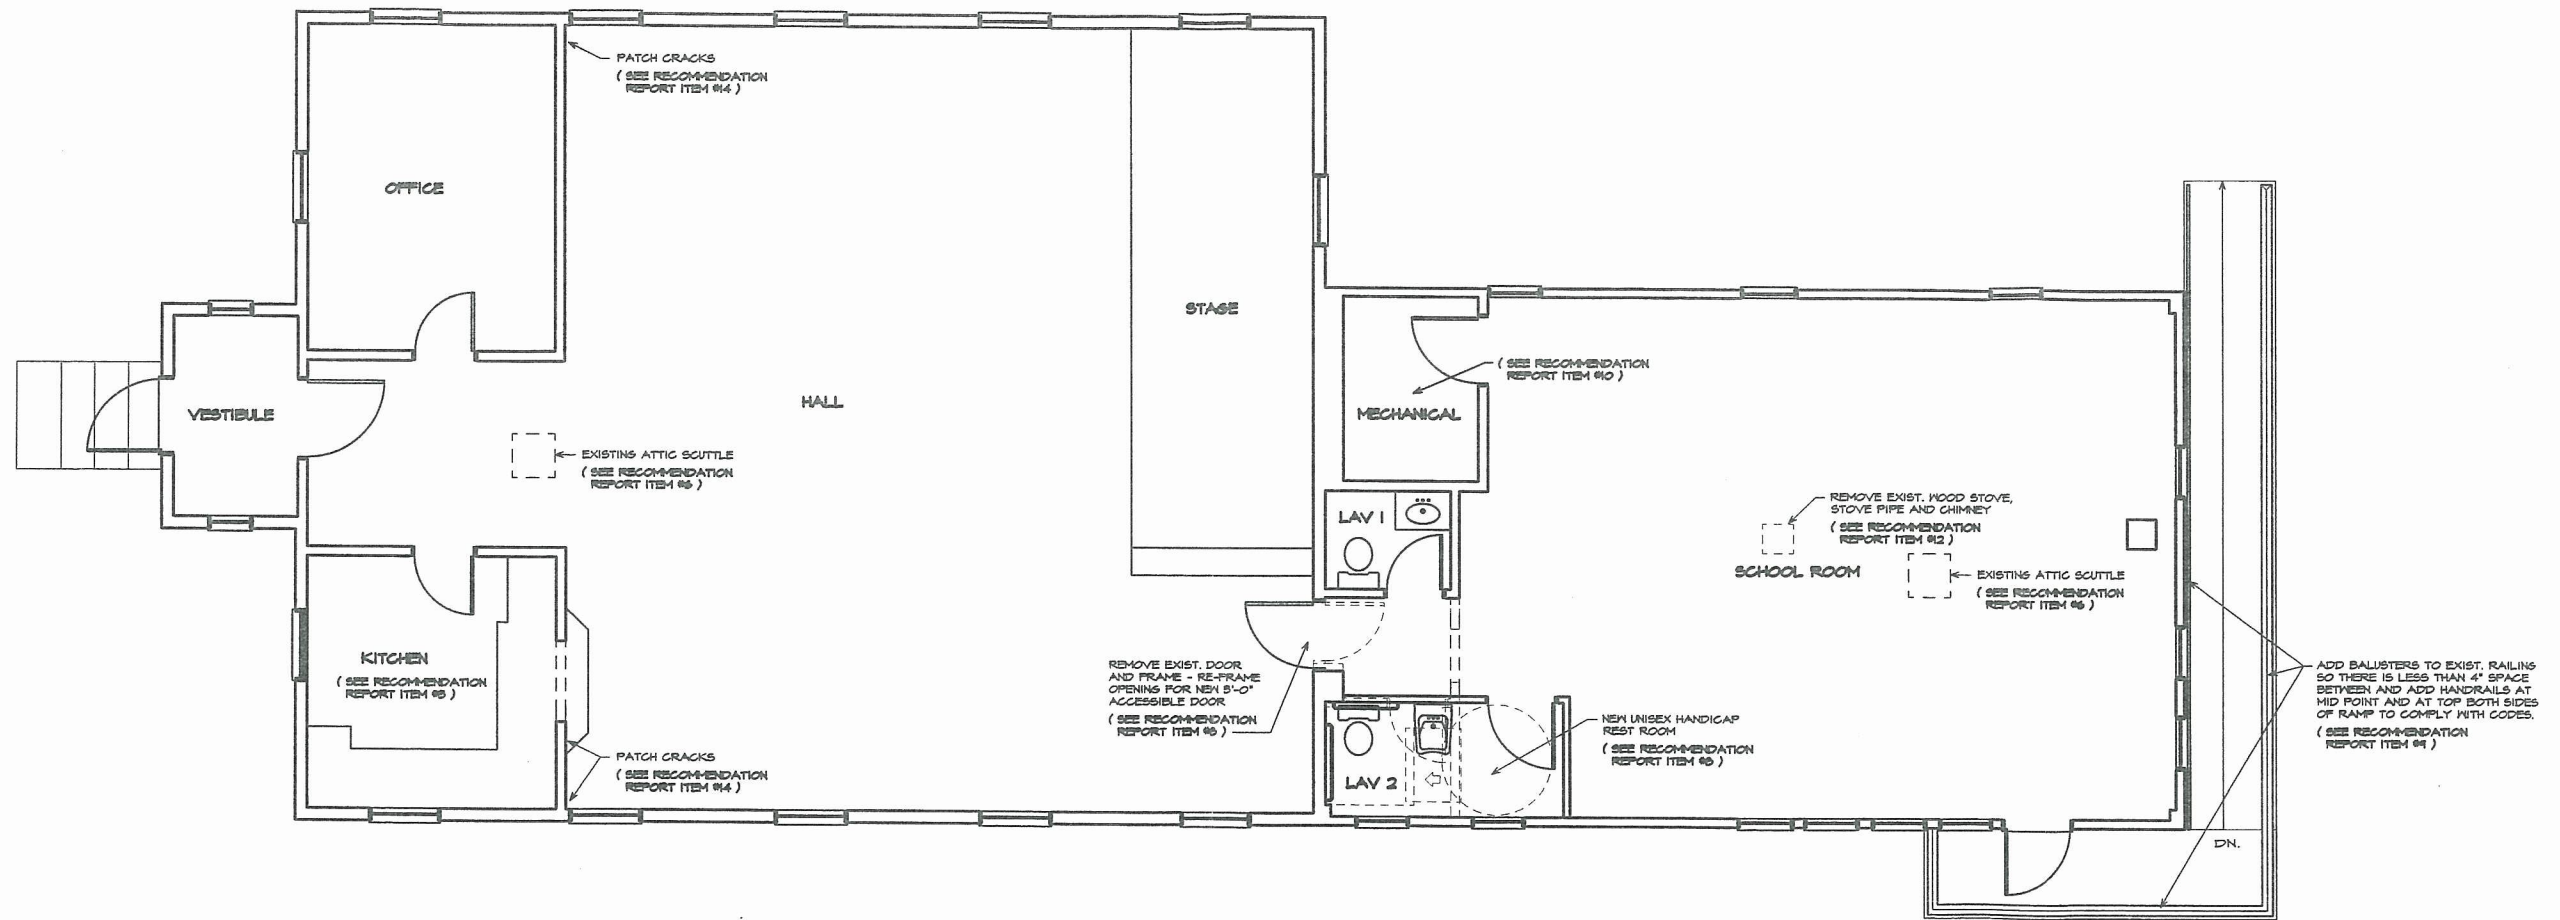 PATCH CRACKS
( SEE RECOMMENDATION
REPORT ITEM #14 )
OFFICE
STAGE
HALL
VESTIBULE
( SEE RECOMMENDATION
REPORT ITEM #10 )
MECHANICAL
EXISTING ATTIC SCUTTLE
( SEE RECOMMENDATION
REPORT ITEM #6 )
LAV 1
REMOVE EXIST. WOOD STOVE,
STOVE PIPE AND CHIMNEY
( SEE RECOMMENDATION
REPORT ITEM #12 )
SCHOOL ROOM
EXISTING ATTIC SCUTTLE
( SEE RECOMMENDATION
REPORT ITEM #6 )
KITCHEN
( SEE RECOMMENDATION
REPORT ITEM
REMOVE EXIST. DOOR
AND FRAME - RE-FRAME
OPENING FOR NEW 3'-0"
ACCESSIBLE DOOR
( SEE RECOMMENDATION
REPORT ITEM
ADD BALUSTERS TO EXIST. RAILING
SO THERE IS LESS THAN 4" SPACE
BETWEEN AND ADD HANDRAILS AT
MID POINT AND AT TOP BOTH SIDES
OF RAMP TO COMPLY WITH CODES.
( SEE RECOMMENDATION
REPORT ITEM #9 )
NEW UNISEX HANDICAP
REST ROOM
( SEE RECOMMENDATION
REPORT ITEM
PATCH CRACKS
( SEE RECOMMENDATION
REPORT ITEM #14 )
LAV 2
DN.